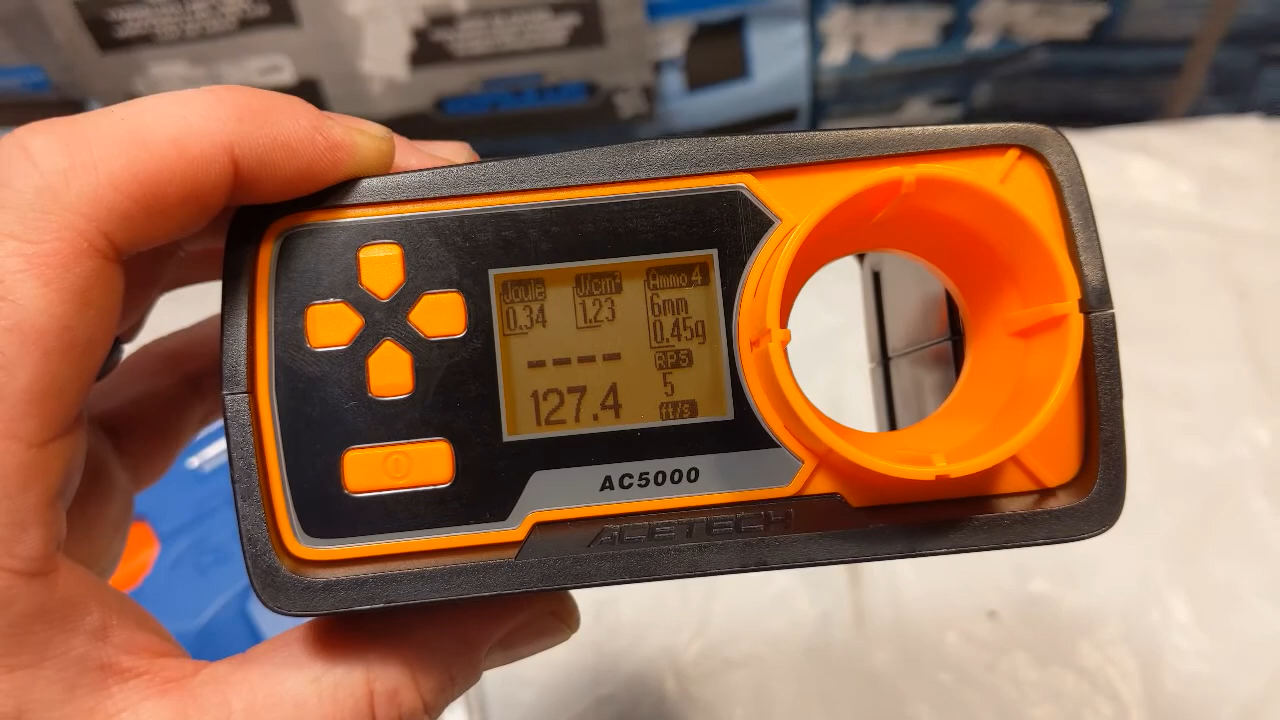 Joule
0.34
J/cm²
1.23
Ammo 4
6mm
0.45g
----
127.4
RPS
5
ft/s
AC5000
ACETECH